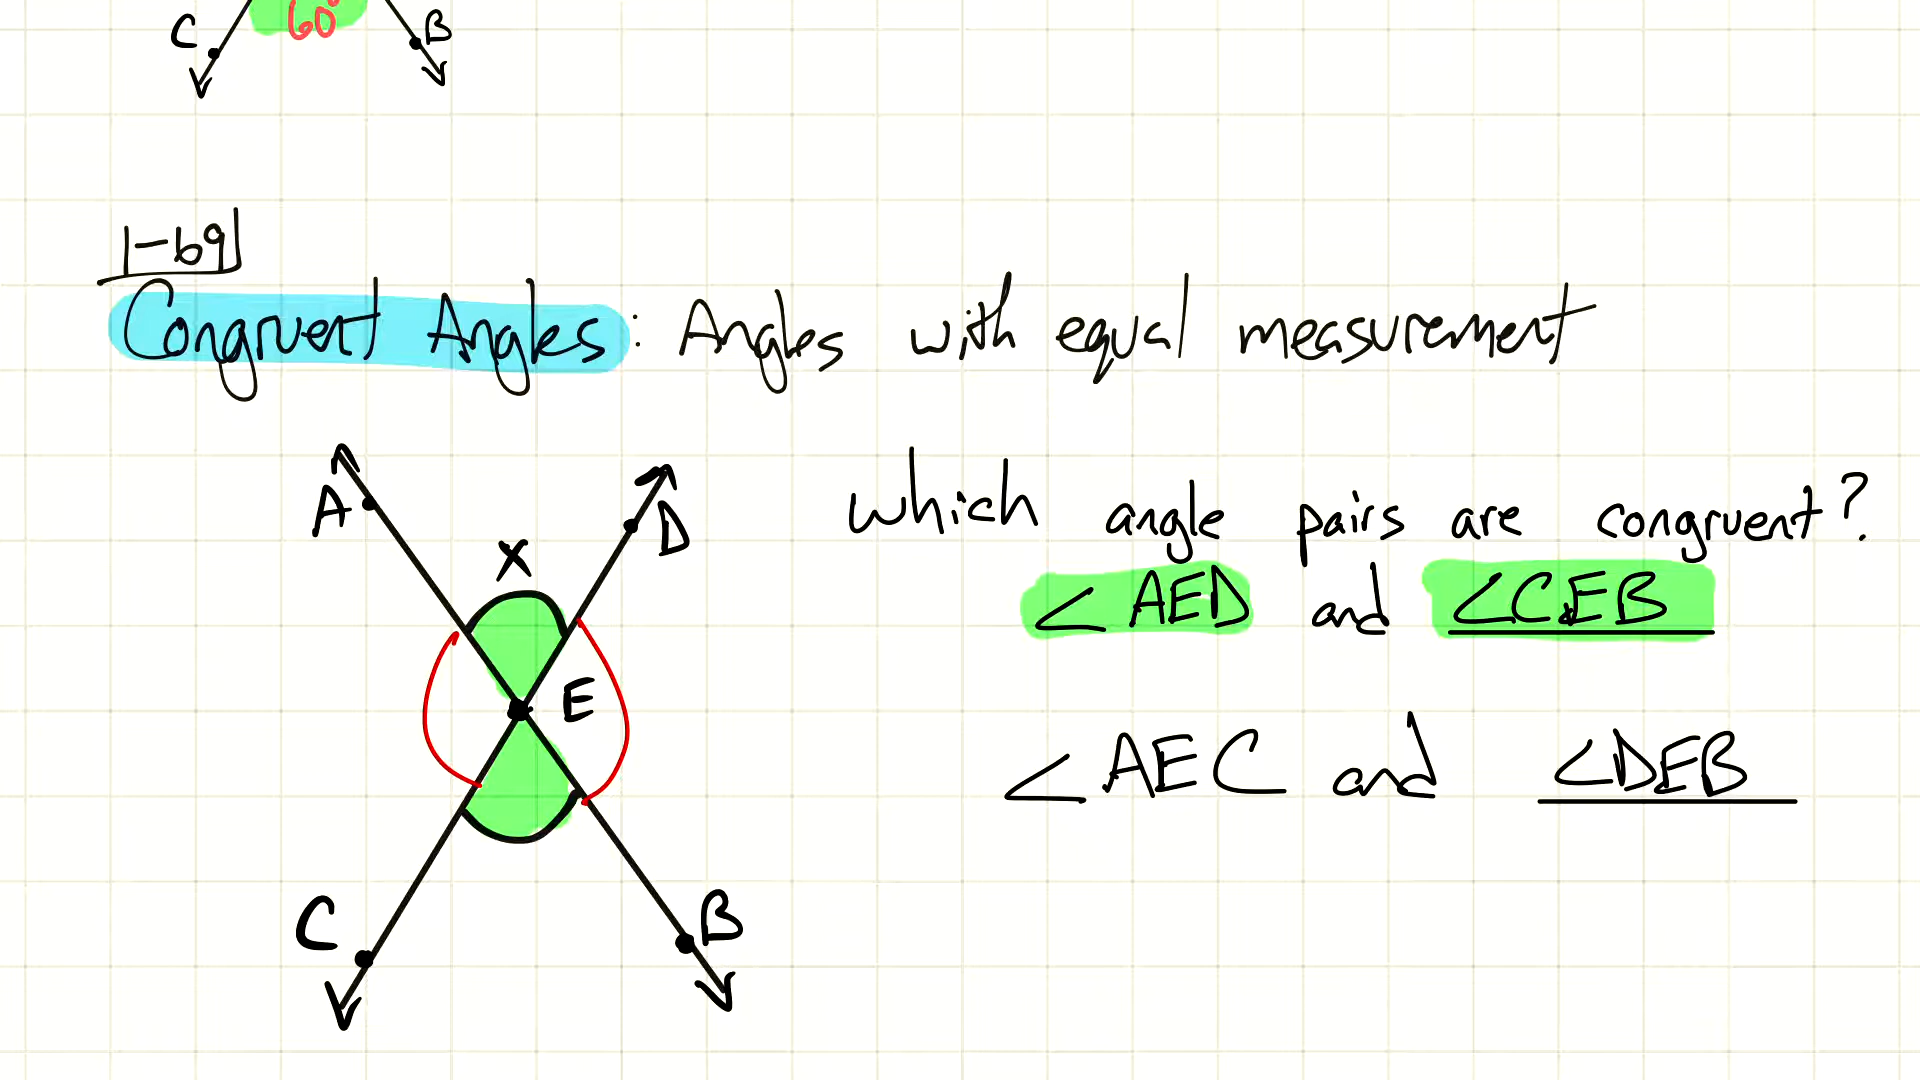 C 60° B
1-69
Congruent Angles: Angles with equal measurement
which angle pairs are congruent?
A
D
X
∠AED and ∠CEB
E
∠AEC and ∠DEB
C
B